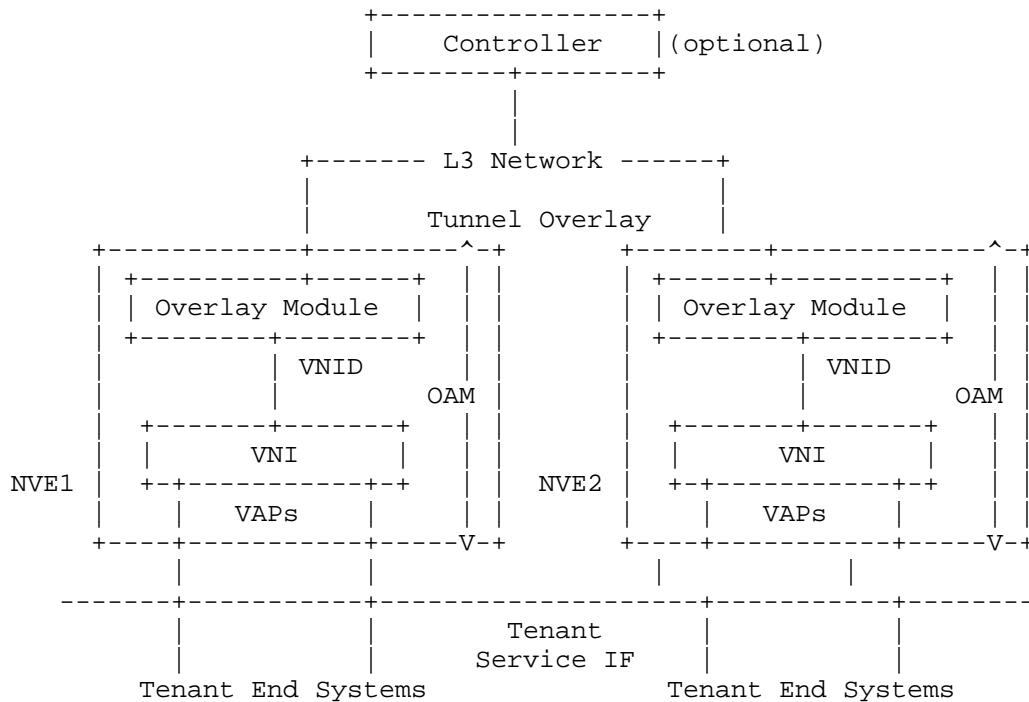 Controller (optional)
L3 Network
Tunnel Overlay
Overlay Module Overlay Module
VNID VNID
OAM OAM
VNI VNI
NVE1 NVE2
VAPs VAPs
V V
Tenant
Service IF
Tenant End Systems Tenant End Systems